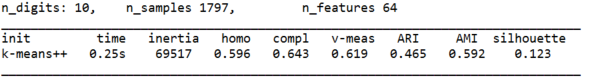 n_digits: 10, n_samples 1797, n_features 64
init time inertia homo compl v-meas ARI AMI silhouette
k-means++ 0.25s 69517 0.596 0.643 0.619 0.465 0.592 0.123